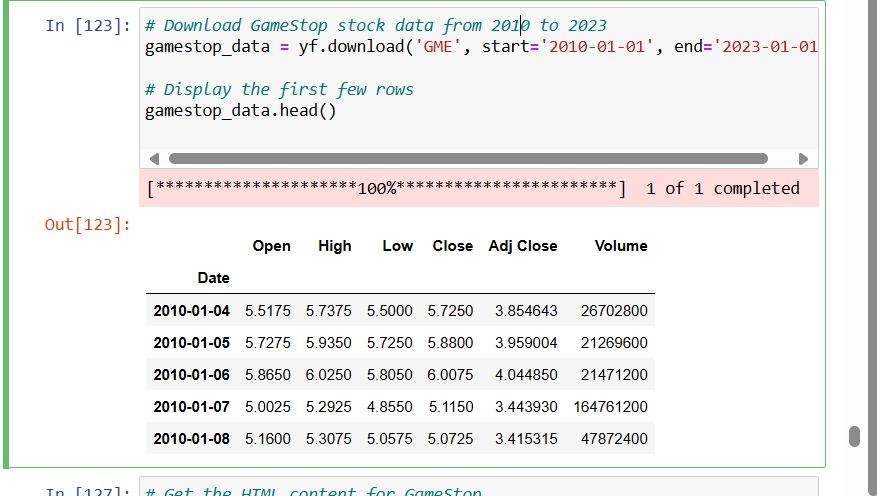 In [123]: # Download GameStop stock data from 2010 to 2023
gamestop_data = yf.download('GME', start='2010-01-01', end='2023-01-01
# Display the first few rows
gamestop_data.head()
[*********************100%***********************] 1 of 1 completed
Out[123]:
Open High Low Close Adj Close Volume
Date
2010-01-04 5.5175 5.7375 5.5000 5.7250 3.854643 26702800
2010-01-05 5.7275 5.9350 5.7250 5.8800 3.959004 21269600
2010-01-06 5.8650 6.0250 5.8050 6.0075 4.044850 21471200
2010-01-07 5.0025 5.2925 4.8550 5.1150 3.443930 164761200
2010-01-08 5.1600 5.3075 5.0575 5.0725 3.415315 47872400
In [127]: # Get the HTML content for GameStop